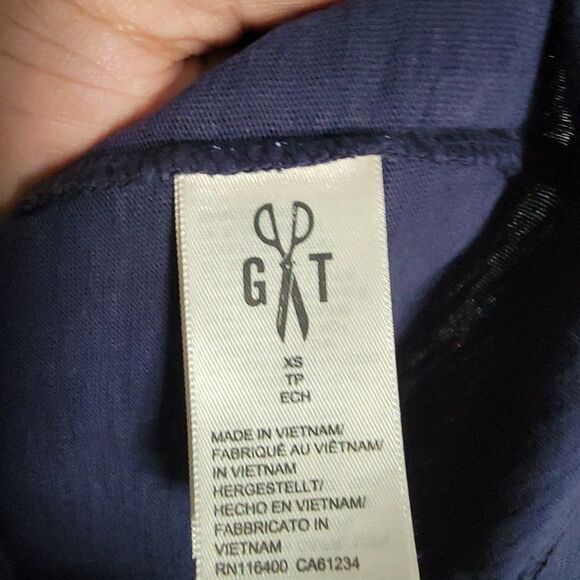 G T
XS
TP
ECH
MADE IN VIETNAM/
FABRIQUÉ AU VIÊTNAM/
IN VIETNAM
HERGESTELLT/
HECHO EN VIETNAM/
FABBRICATO IN
VIETNAM
RN116400 CA61234